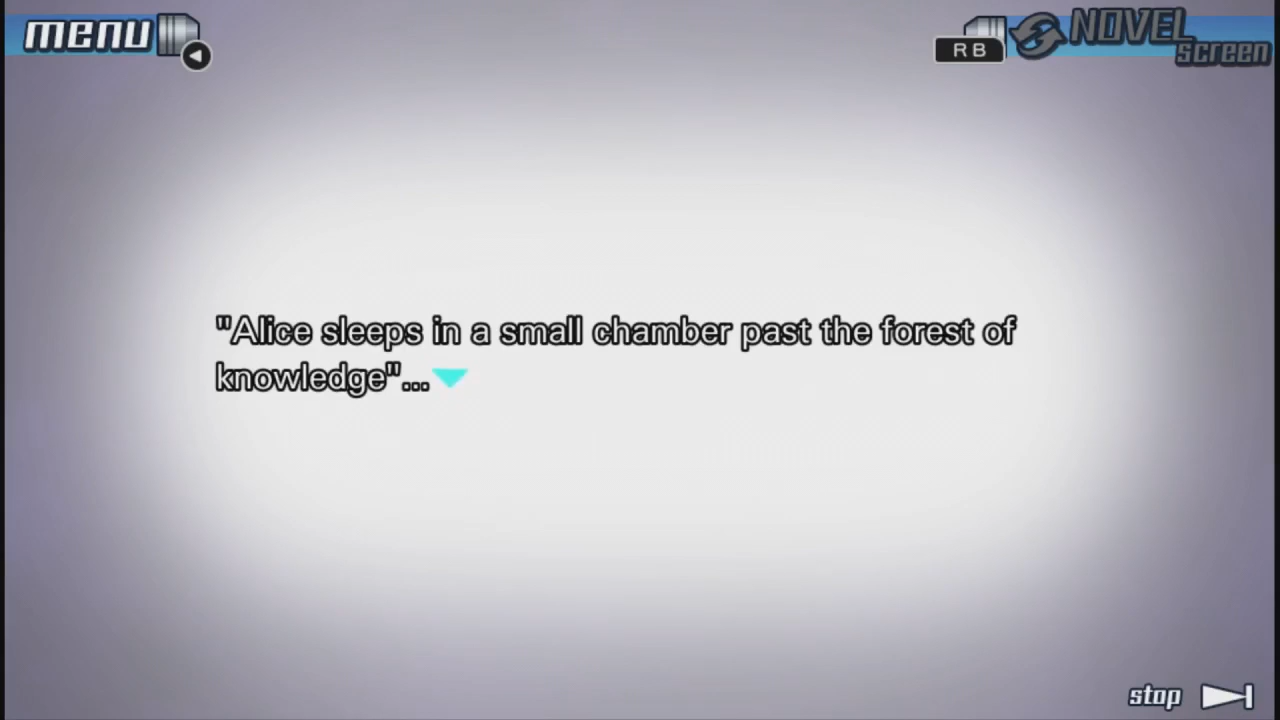 menu
RB
NOVEL
screen
"Alice sleeps in a small chamber past the forest of
knowledge"...
stop